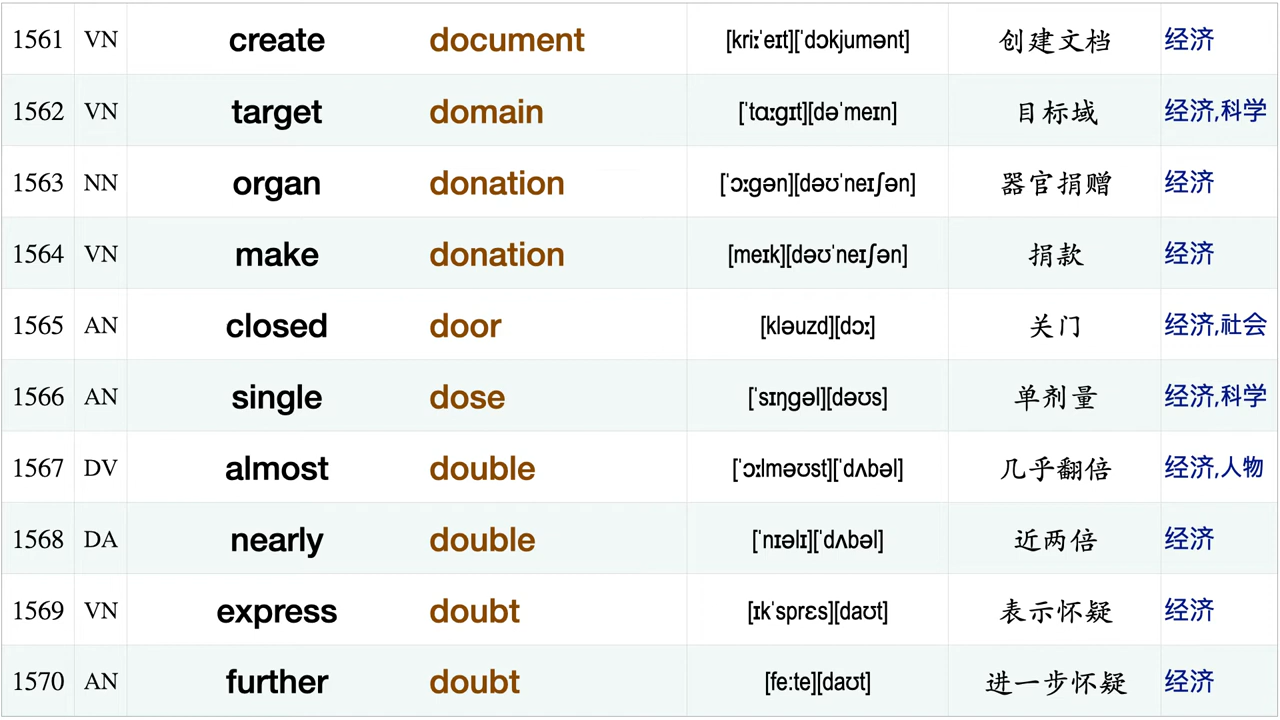 1561 VN create document [kriːˈeɪt][ˈdɔkjumənt] 创建文档 经济
1562 VN target domain [ˈtɑːgɪt][dəˈmeɪn] 目标域 经济,科学
1563 NN organ donation [ˈɔːgən][dəʊˈneɪʃən] 器官捐赠 经济
1564 VN make donation [meɪk][dəʊˈneɪʃən] 捐款 经济
1565 AN closed door [kləuzd][dɔː] 关门 经济,社会
1566 AN single dose [ˈsɪŋgəl][dəʊs] 单剂量 经济,科学
1567 DV almost double [ˈɔːlməʊst][ˈdʌbəl] 几乎翻倍 经济,人物
1568 DA nearly double [ˈnɪəlɪ][ˈdʌbəl] 近两倍 经济
1569 VN express doubt [ɪkˈsprɛs][daʊt] 表示怀疑 经济
1570 AN further doubt [fe:te][daʊt] 进一步怀疑 经济